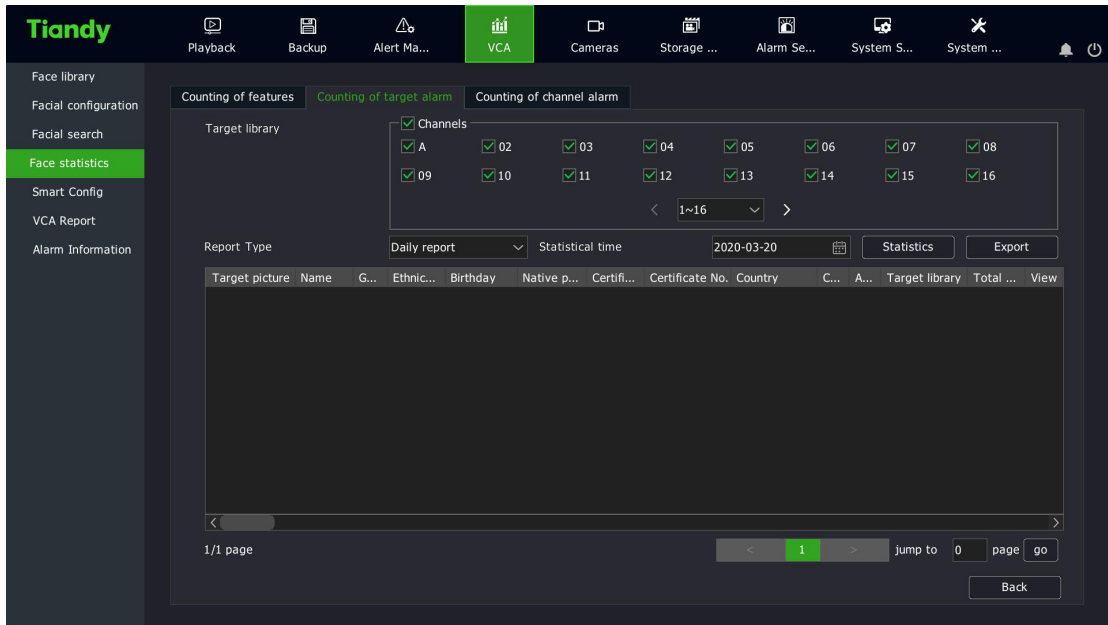 Tiandy
Playback Backup Alert Ma... VCA Cameras Storage ... Alarm Se... System S... System ...
Face library
Facial configuration
Facial search
Face statistics
Smart Config
VCA Report
Alarm Information
Counting of features Counting of target alarm Counting of channel alarm
Target library Channels
A 02 03 04 05 06 07 08
09 10 11 12 13 14 15 16
< 1~16 >
Report Type Daily report Statistical time 2020-03-20 Statistics Export
Target picture Name G... Ethnic... Birthday Native p... Certifi... Certificate No. Country C... A... Target library Total ... View
1/1 page < 1 > jump to 0 page go
Back